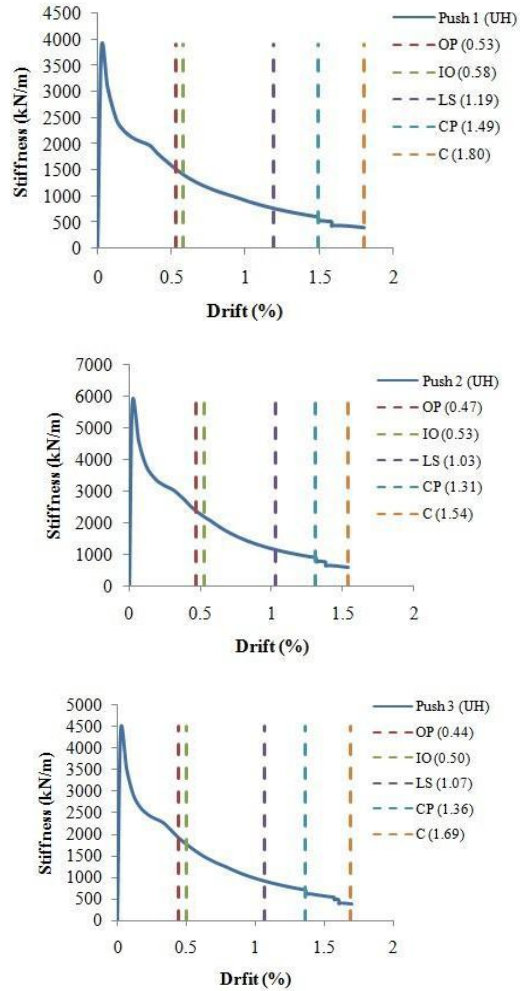 4500
4000
3500
3000
2500
2000
1500
1000
500
0
Stiffness (kN/m)
0 0.5 1 1.5 2
Drift (%)
Push 1 (UH)
OP (0.53)
IO (0.58)
LS (1.19)
CP (1.49)
C (1.80)
7000
6000
5000
4000
3000
2000
1000
0
Stiffness (kN/m)
0 0.5 1 1.5 2
Drift (%)
Push 2 (UH)
OP (0.47)
IO (0.53)
LS (1.03)
CP (1.31)
C (1.54)
5000
4500
4000
3500
3000
2500
2000
1500
1000
500
0
Stiffness (kN/m)
0 0.5 1 1.5 2
Drfit (%)
Push 3 (UH)
OP (0.44)
IO (0.50)
LS (1.07)
CP (1.36)
C (1.69)